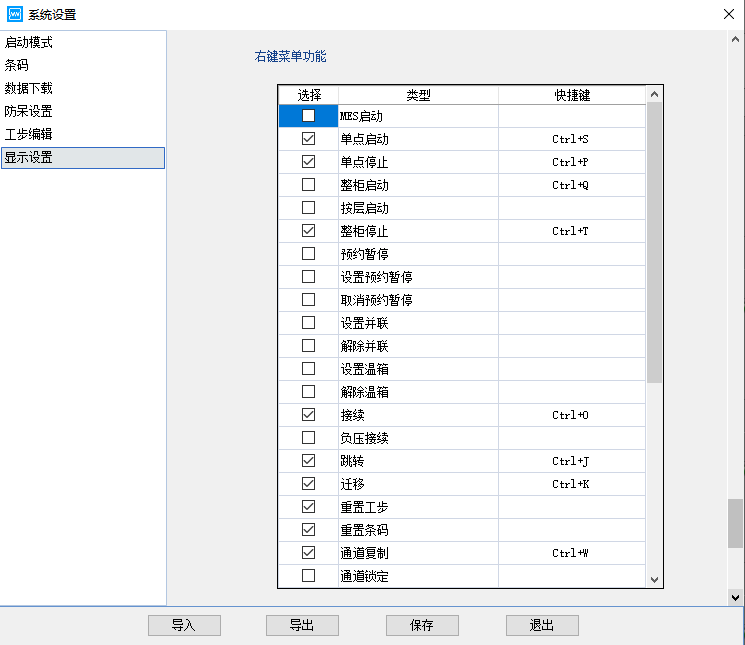 系统设置
启动模式
条码
数据下载
防呆设置
工步编辑
显示设置
右键菜单功能
选择 类型 快捷键
MES启动
单点启动 Ctrl+S
单点停止 Ctrl+P
整柜启动 Ctrl+Q
按层启动
整柜停止 Ctrl+T
预约暂停
设置预约暂停
取消预约暂停
设置并联
解除并联
设置温箱
解除温箱
接续 Ctrl+O
负压接续
跳转 Ctrl+J
迁移 Ctrl+K
重置工步
重置条码
通道复制 Ctrl+W
通道锁定
导入 导出 保存 退出